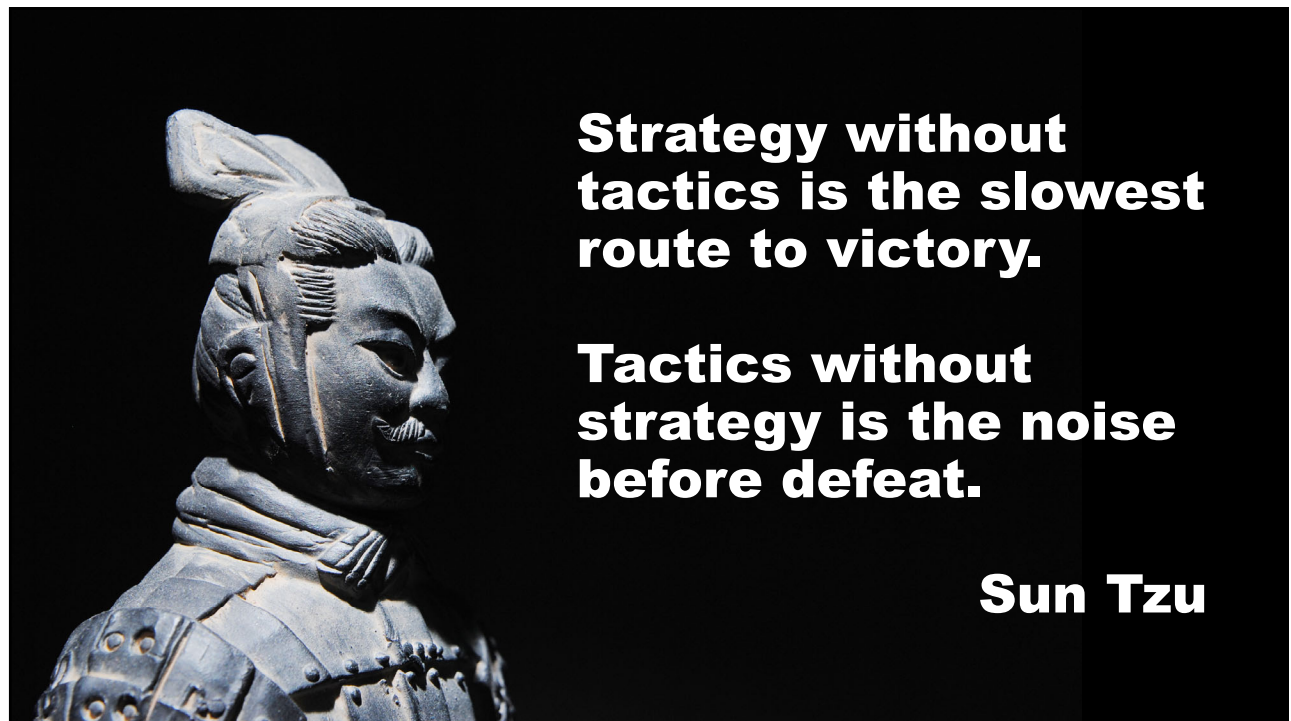 Strategy without
tactics is the slowest
route to victory.
Tactics without
strategy is the noise
before defeat.
Sun Tzu